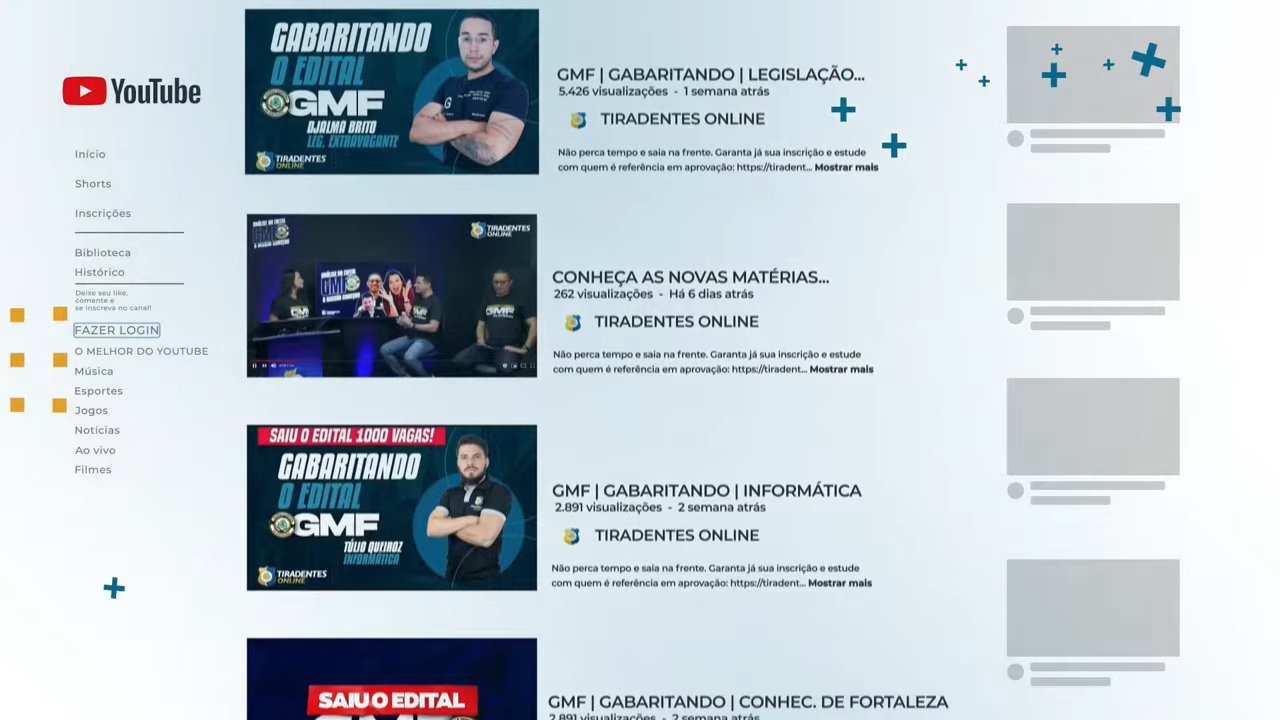 YouTube
Início
Shorts
Inscrições
Biblioteca
Histórico
Deixe seu like,
comente e
se inscreva no canal!
FAZER LOGIN
O MELHOR DO YOUTUBE
Música
Esportes
Jogos
Notícias
Ao vivo
Filmes
GABARITANDO
O EDITAL
GMF
DJALMA BRITO
LEG. EXTRAVAGANTE
TIRADENTES
ONLINE
GMF | GABARITANDO | LEGISLAÇÃO...
5.426 visualizações - 1 semana atrás
TIRADENTES ONLINE
Não perca tempo e saia na frente. Garanta já sua inscrição e estude
com quem é referência em aprovação: https://tiradent... Mostrar mais
TIRADENTES
ONLINE
GMF
CONHEÇA AS NOVAS MATÉRIAS...
262 visualizações - Há 6 dias atrás
TIRADENTES ONLINE
Não perca tempo e saia na frente. Garanta já sua inscrição e estude
com quem é referência em aprovação: https://tiradent... Mostrar mais
SAIU O EDITAL 1000 VAGAS!
GABARITANDO
O EDITAL
GMF
TÚLIO QUEIROZ
INFORMÁTICA
TIRADENTES
ONLINE
GMF | GABARITANDO | INFORMÁTICA
2.891 visualizações - 2 semana atrás
TIRADENTES ONLINE
Não perca tempo e saia na frente. Garanta já sua inscrição e estude
com quem é referência em aprovação: https://tiradent... Mostrar mais
SAIU O EDITAL
GMF | GABARITANDO | CONHEC. DE FORTALEZA
2.891 visualizações - 2 semana atrás